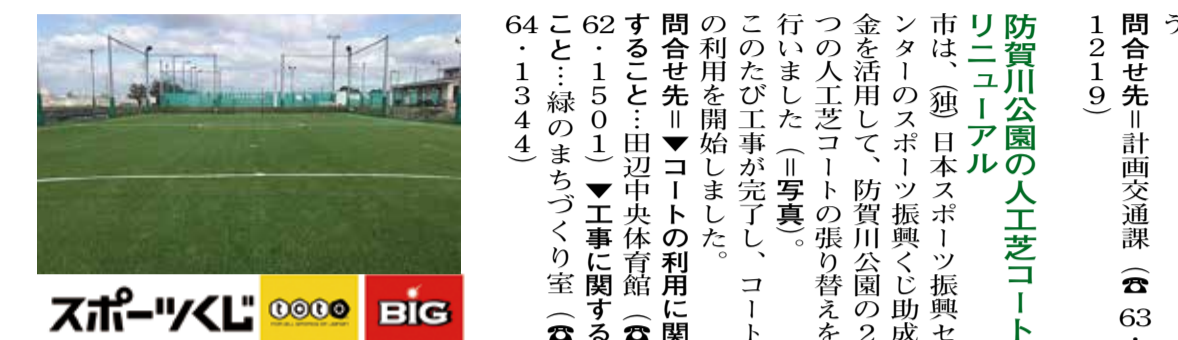 う
問合せ先＝計画交通課（☎63・
1219）
防賀川公園の人工芝コート
リニューアル
市は、（独）日本スポーツ振興セ
ンターのスポーツ振興くじ助成
金を活用して、防賀川公園の２
つの人工芝コートの張り替えを
行いました（＝写真）。
このたび工事が完了し、コート
の利用を開始しました。
問合せ先＝▼コートの利用に関
すること…田辺中央体育館（☎
62・1501）▼工事に関する
こと…緑のまちづくり室（☎
64・1344）
スポーツくじ
toto
FOR ALL SPORTS OF JAPAN
BIG